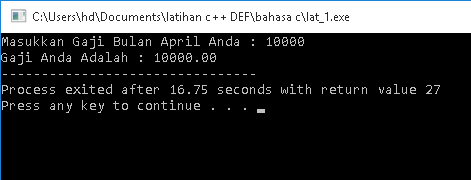 C:\Users\hd\Documents\latihan c++ DEF\bahasa c\lat_1.exe
Masukkan Gaji Bulan April Anda : 10000
Gaji Anda Adalah : 10000.00
--------------------------------
Process exited after 16.75 seconds with return value 27
Press any key to continue . . .